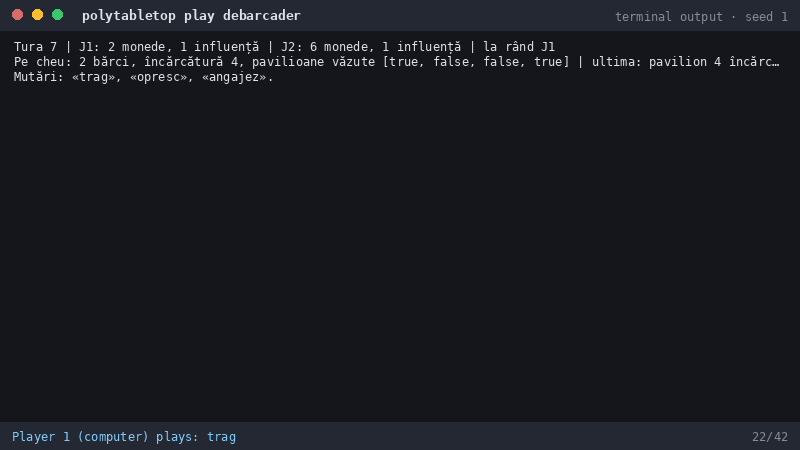 polytabletop play debarcader
terminal output · seed 1
Tura 7 | J1: 2 monede, 1 influență | J2: 6 monede, 1 influență | la rând J1
Pe cheu: 2 bărci, încărcătură 4, pavilioane văzute [true, false, false, true] | ultima: pavilion 4 încărc…
Mutări: «trag», «opresc», «angajez».
Player 1 (computer) plays: trag
22/42